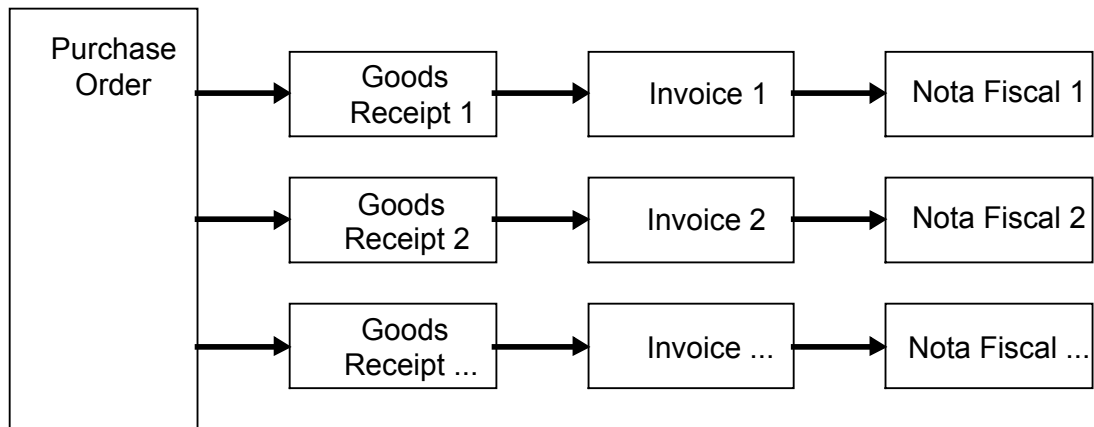 Purchase
Order
Goods
Receipt 1
Invoice 1
Nota Fiscal 1
Goods
Receipt 2
Invoice 2
Nota Fiscal 2
Goods
Receipt ...
Invoice ...
Nota Fiscal ...